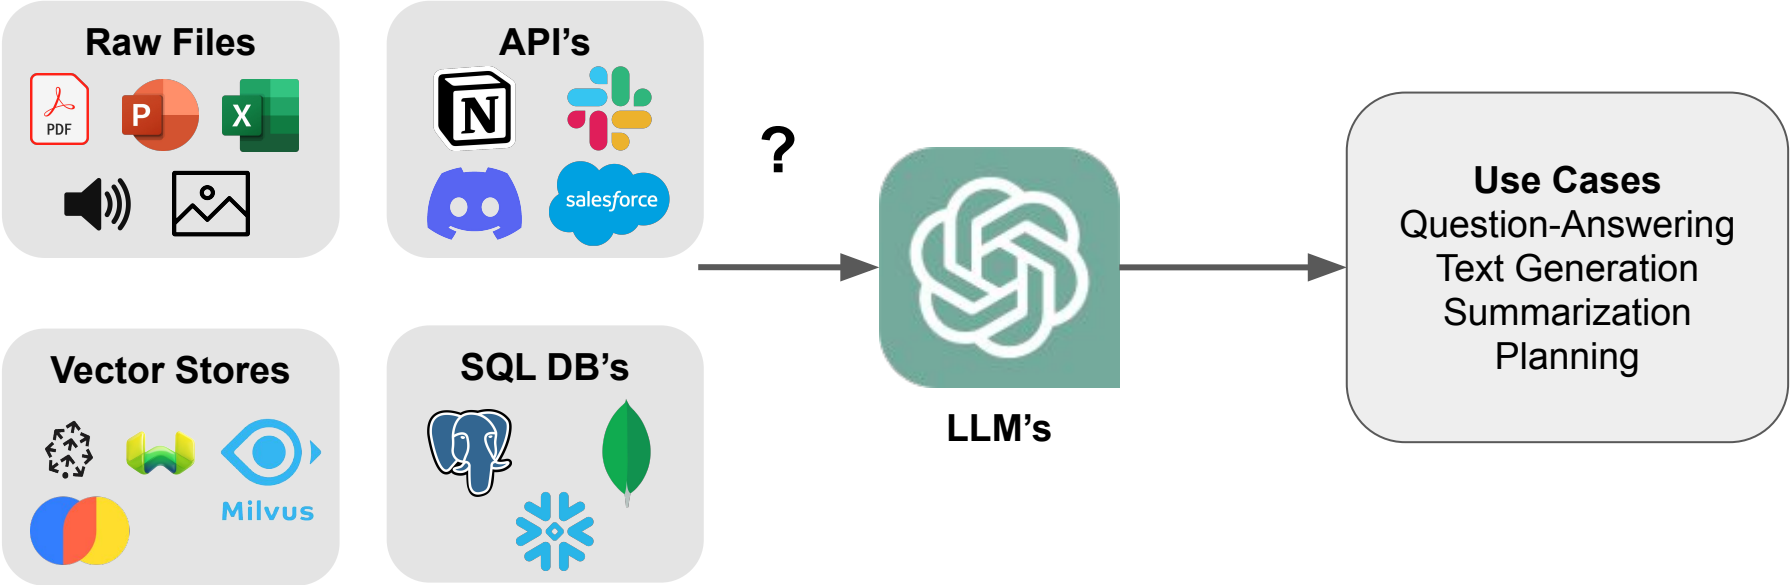 Raw Files
PDF
P
X
API's
N
salesforce
?
Vector Stores
Milvus
SQL DB's
LLM's
Use Cases
Question-Answering
Text Generation
Summarization
Planning